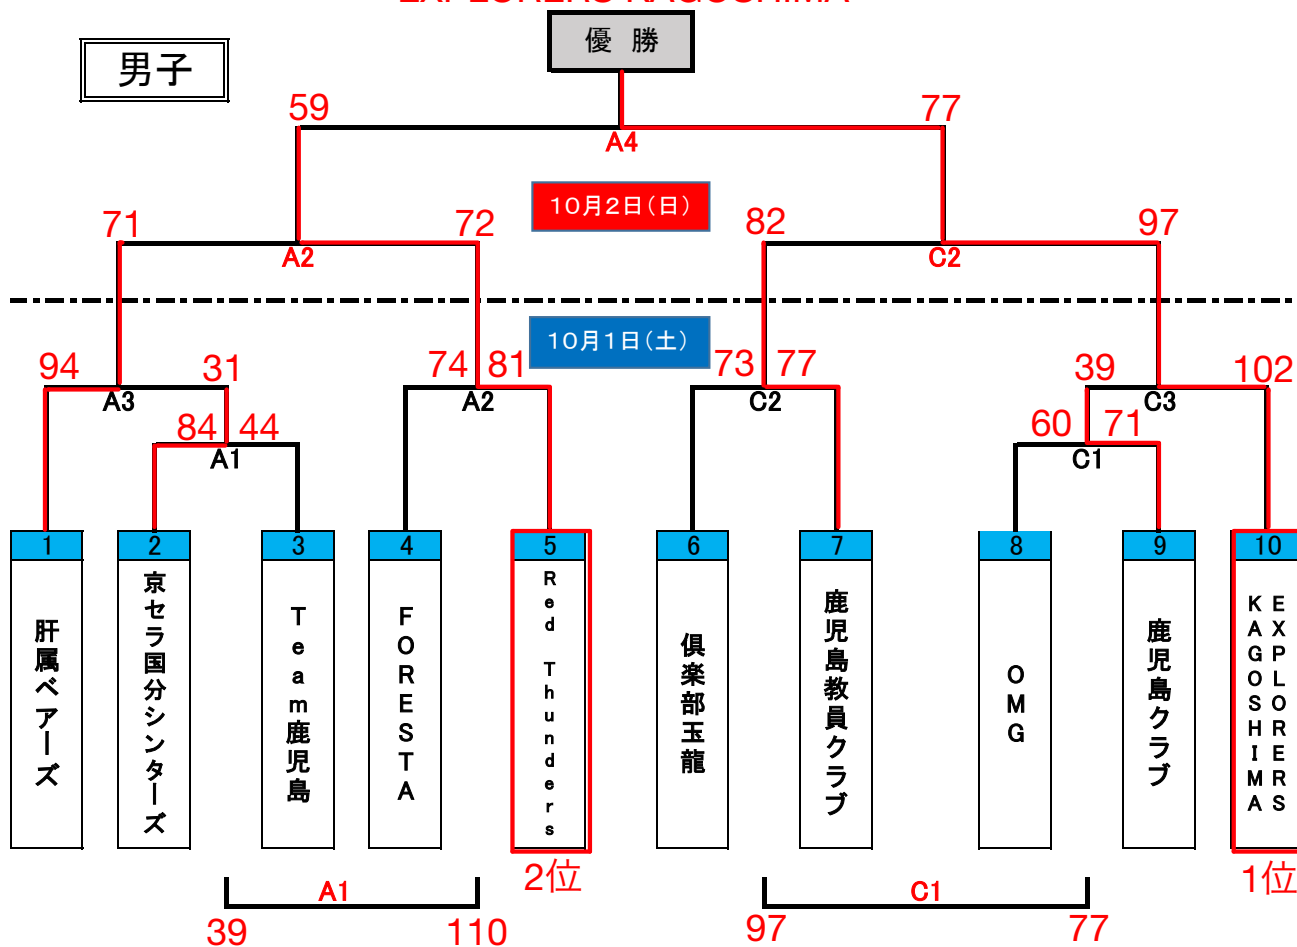 EXPLORERS KAGOSHIMA
優 勝
男子
59
77
A4
10月2日(日)
71
72
82
97
A2
C2
10月1日(土)
94
31
74
81
73
77
39
102
A3
A2
C2
C3
84
44
60
71
A1
C1
1
2
3
4
5
6
7
8
9
10
肝属ベアーズ
京セラ国分シンターズ
Team鹿児島
FORESTA
Red Thunders
倶楽部玉龍
鹿児島教員クラブ
OMG
鹿児島クラブ
EXPLORERS
KAGOSHIMA
2位
1位
A1
C1
39
110
97
77